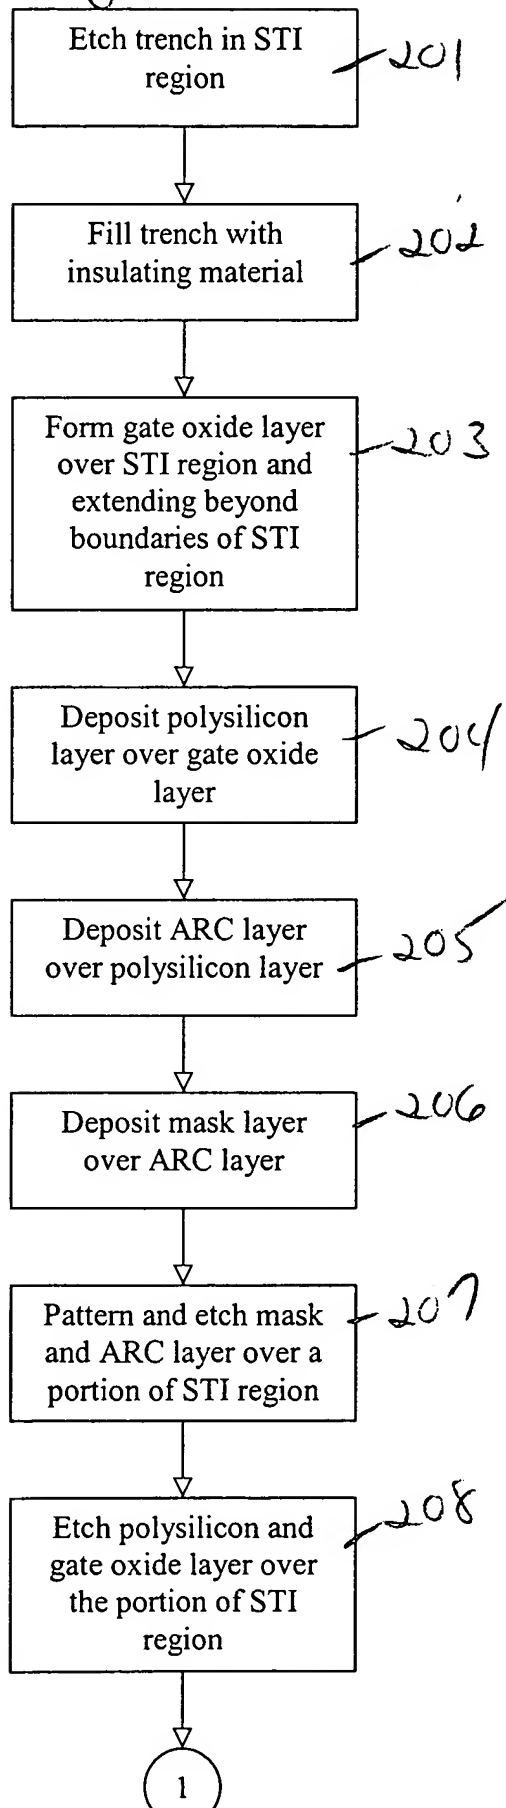 Etch trench in STI
region
201
Fill trench with
insulating material
202
Form gate oxide layer
over STI region and
extending beyond
boundaries of STI
region
203
Deposit polysilicon
layer over gate oxide
layer
204
Deposit ARC layer
over polysilicon layer
205
Deposit mask layer
over ARC layer
206
Pattern and etch mask
and ARC layer over a
portion of STI region
207
Etch polysilicon and
gate oxide layer over
the portion of STI
region
208
1